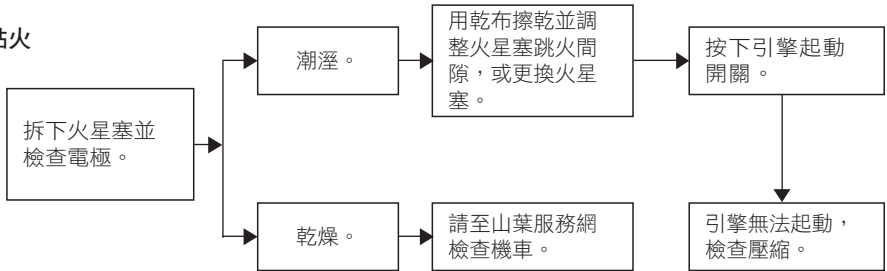 火
拆下火星塞並
檢查電極。
潮溼。
用乾布擦乾並調
整火星塞跳火間
隙，或更換火星
塞。
按下引擎起動
開關。
乾燥。
請至山葉服務網
檢查機車。
引擎無法起動，
檢查壓縮。